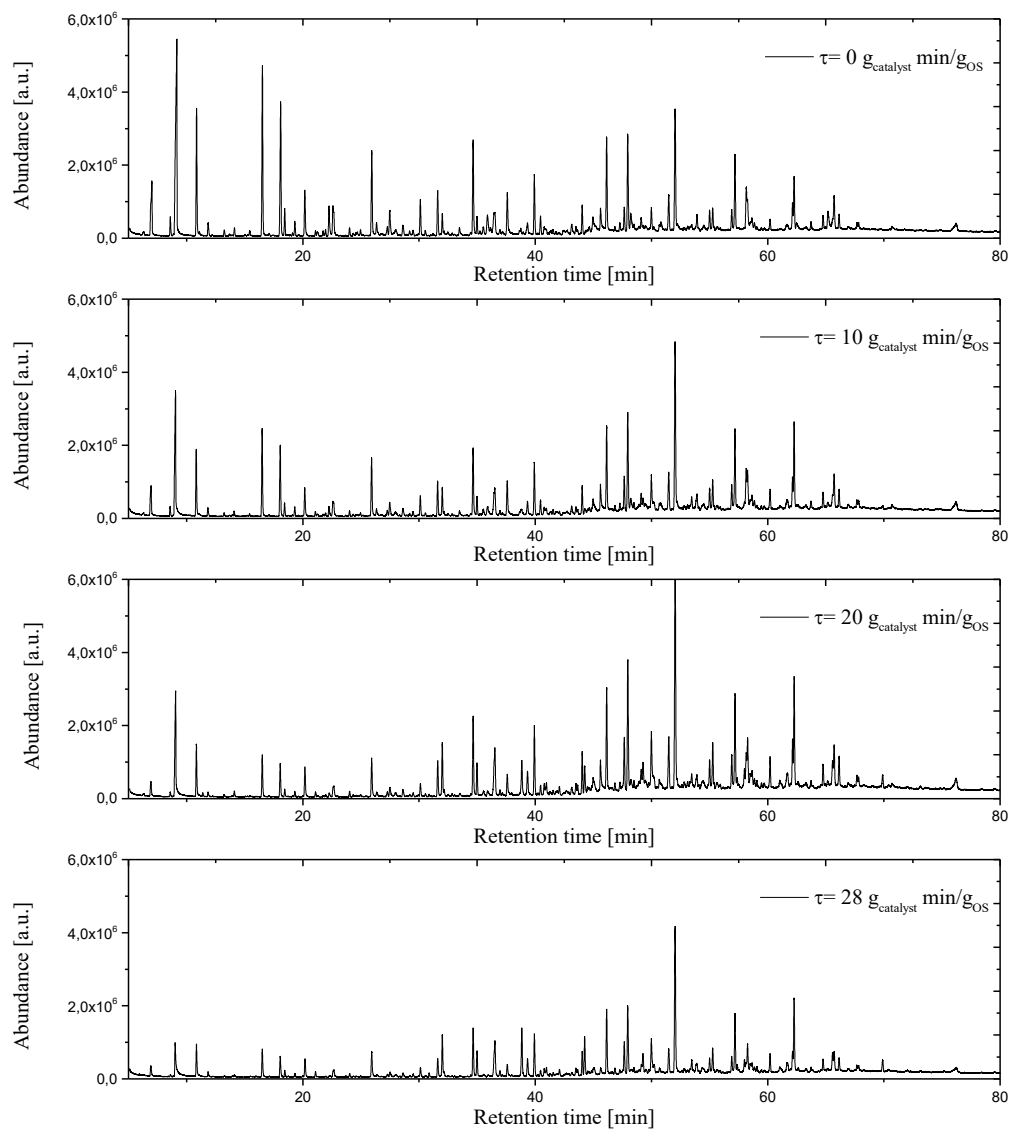 6,0x10⁶
4,0x10⁶
2,0x10⁶
0,0
Abundance [a.u.]
τ= 0 g_catalyst min/g_OS
20 40 60 80
Retention time [min]
6,0x10⁶
4,0x10⁶
2,0x10⁶
0,0
Abundance [a.u.]
τ= 10 g_catalyst min/g_OS
20 40 60 80
Retention time [min]
6,0x10⁶
4,0x10⁶
2,0x10⁶
0,0
Abundance [a.u.]
τ= 20 g_catalyst min/g_OS
20 40 60 80
Retention time [min]
6,0x10⁶
4,0x10⁶
2,0x10⁶
0,0
Abundance [a.u.]
τ= 28 g_catalyst min/g_OS
20 40 60 80
Retention time [min]